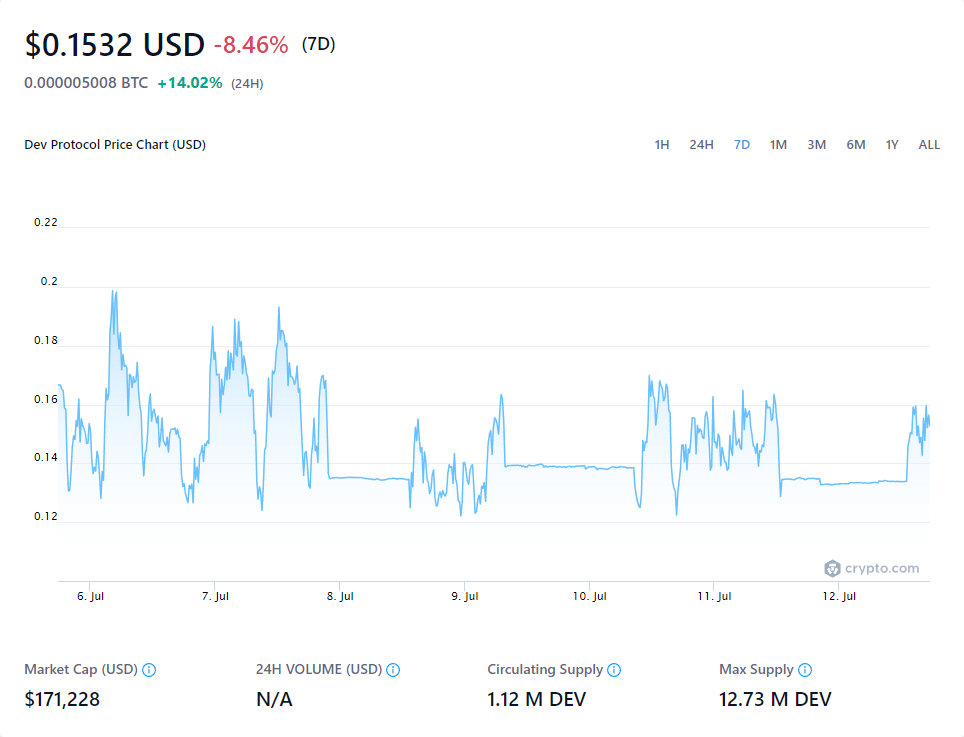 $0.1532 USD -8.46% (7D)
0.000005008 BTC +14.02% (24H)
Dev Protocol Price Chart (USD) 1H 24H 7D 1M 3M 6M 1Y ALL
0.22
0.2
0.18
0.16
0.14
0.12
crypto.com
6. Jul 7. Jul 8. Jul 9. Jul 10. Jul 11. Jul 12. Jul
Market Cap (USD) 24H VOLUME (USD) Circulating Supply Max Supply
$171,228 N/A 1.12 M DEV 12.73 M DEV